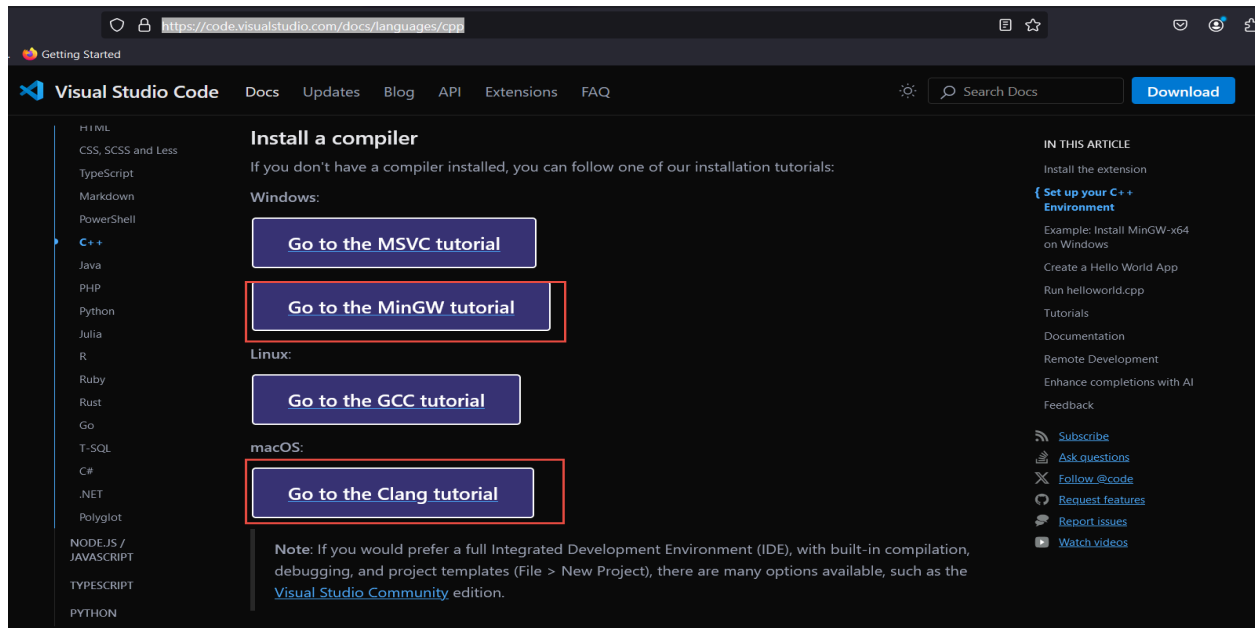 https://code.visualstudio.com/docs/languages/cpp
Getting Started
Visual Studio Code
Docs
Updates
Blog
API
Extensions
FAQ
Search Docs
Download
HTML
CSS, SCSS and Less
TypeScript
Markdown
PowerShell
C++
Java
PHP
Python
Julia
R
Ruby
Rust
Go
T-SQL
C#
.NET
Polyglot
NODE.JS /
JAVASCRIPT
TYPESCRIPT
PYTHON
Install a compiler
If you don't have a compiler installed, you can follow one of our installation tutorials:
Windows:
Go to the MSVC tutorial
Go to the MinGW tutorial
Linux:
Go to the GCC tutorial
macOS:
Go to the Clang tutorial
Note: If you would prefer a full Integrated Development Environment (IDE), with built-in compilation,
debugging, and project templates (File > New Project), there are many options available, such as the
Visual Studio Community edition.
IN THIS ARTICLE
Install the extension
{ Set up your C++
Environment
Example: Install MinGW-x64
on Windows
Create a Hello World App
Run helloworld.cpp
Tutorials
Documentation
Remote Development
Enhance completions with AI
Feedback
Subscribe
Ask questions
Follow @code
Request features
Report issues
Watch videos